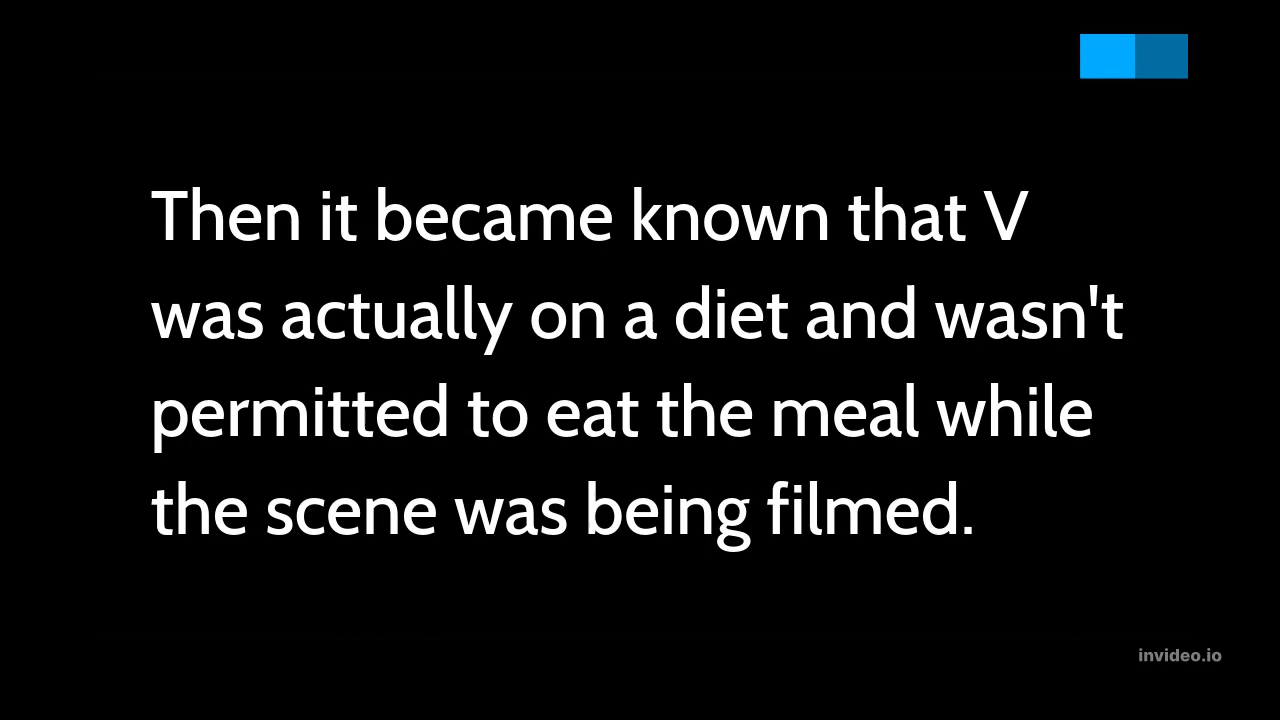 Then it became known that V
was actually on a diet and wasn't
permitted to eat the meal while
the scene was being filmed.
invideo.io